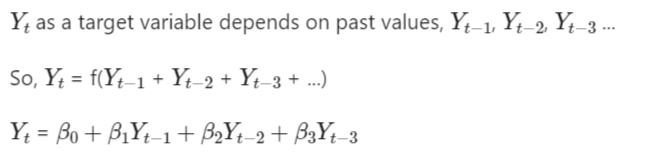 Yₜ as a target variable depends on past values, Yₜ₋₁, Yₜ₋₂, Yₜ₋₃ ...
So, Yₜ = f(Yₜ₋₁ + Yₜ₋₂ + Yₜ₋₃ + ...)
Yₜ = β₀ + β₁Yₜ₋₁ + β₂Yₜ₋₂ + β₃Yₜ₋₃